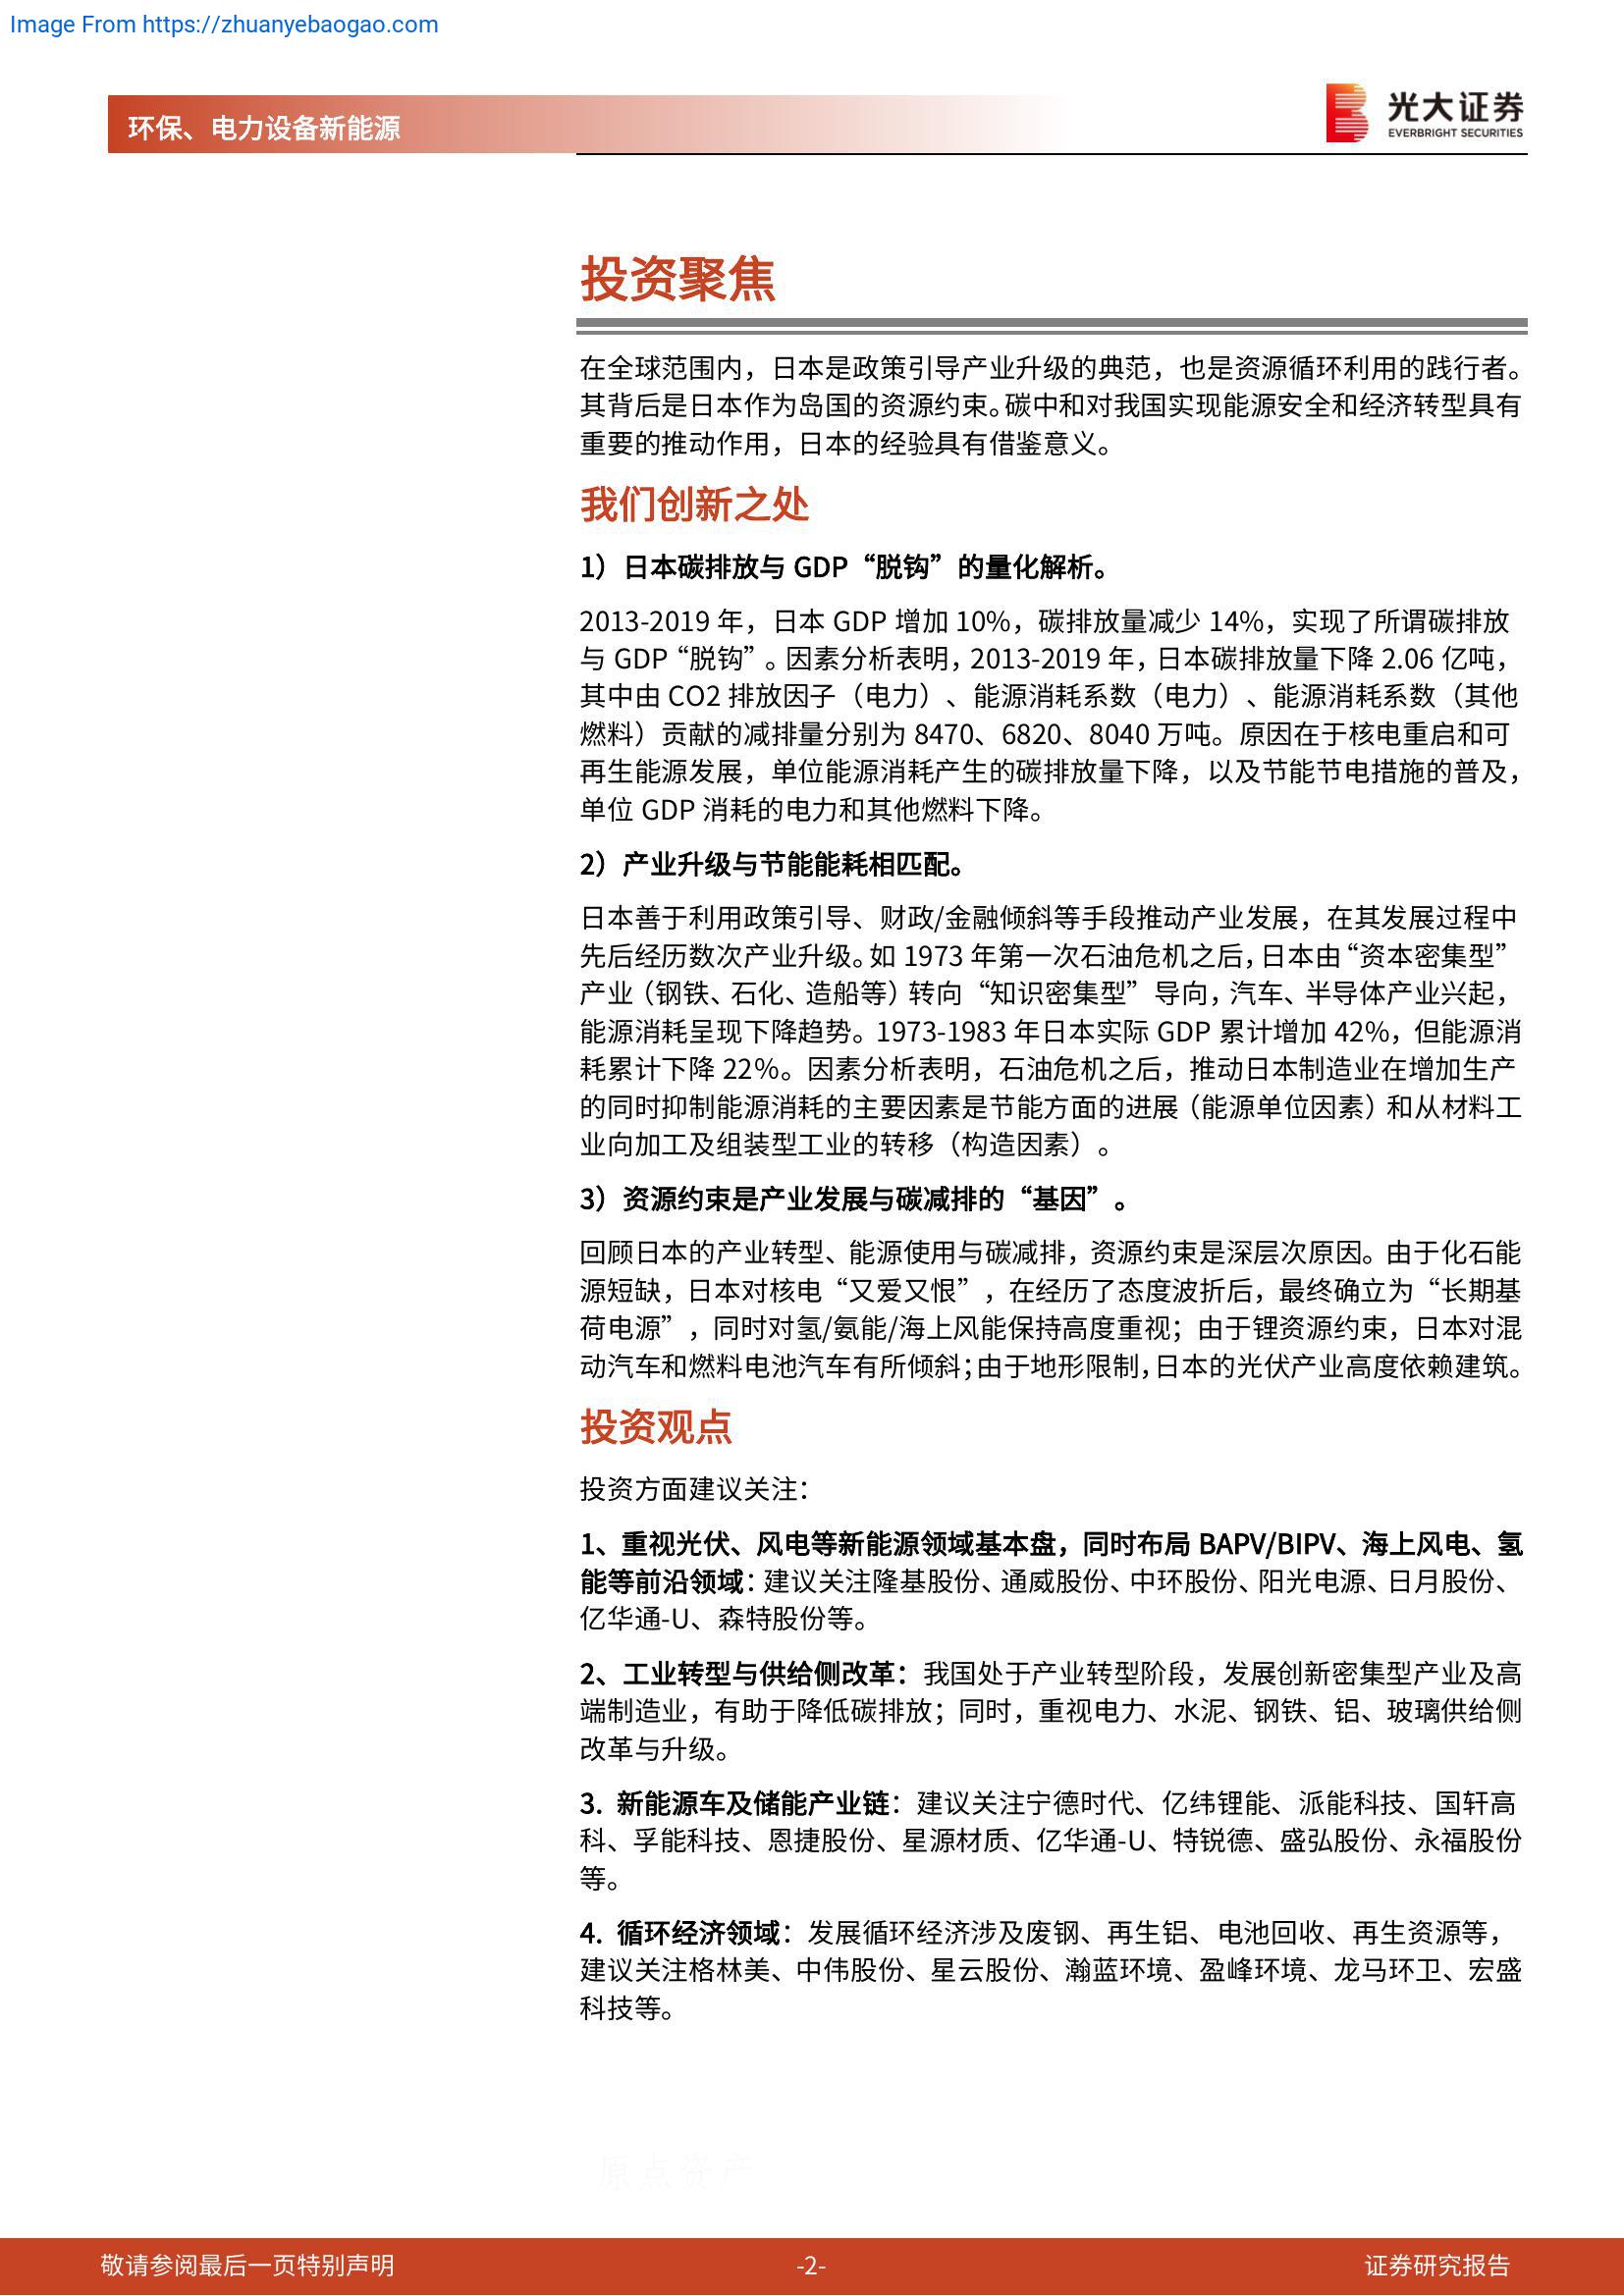 Image From https://zhuanyebaogao.com
环保、电力设备新能源
光大证券
EVERBRIGHT SECURITIES
投资聚焦
在全球范围内，日本是政策引导产业升级的典范，也是资源循环利用的践行者。
其背后是日本作为岛国的资源约束。碳中和对我国实现能源安全和经济转型具有
重要的推动作用，日本的经验具有借鉴意义。
我们创新之处
1）日本碳排放与 GDP“脱钩”的量化解析。
2013-2019 年，日本 GDP 增加 10%，碳排放量减少 14%，实现了所谓碳排放
与 GDP“脱钩”。因素分析表明，2013-2019 年，日本碳排放量下降 2.06 亿吨，
其中由 CO2 排放因子（电力）、能源消耗系数（电力）、能源消耗系数（其他
燃料）贡献的减排量分别为 8470、6820、8040 万吨。原因在于核电重启和可
再生能源发展，单位能源消耗产生的碳排放量下降，以及节能节电措施的普及，
单位 GDP 消耗的电力和其他燃料下降。
2）产业升级与节能能耗相匹配。
日本善于利用政策引导、财政/金融倾斜等手段推动产业发展，在其发展过程中
先后经历数次产业升级。如 1973 年第一次石油危机之后，日本由“资本密集型”
产业（钢铁、石化、造船等）转向“知识密集型”导向，汽车、半导体产业兴起，
能源消耗呈现下降趋势。1973-1983 年日本实际 GDP 累计增加 42%，但能源消
耗累计下降 22%。因素分析表明，石油危机之后，推动日本制造业在增加生产
的同时抑制能源消耗的主要因素是节能方面的进展（能源单位因素）和从材料工
业向加工及组装型工业的转移（构造因素）。
3）资源约束是产业发展与碳减排的“基因”。
回顾日本的产业转型、能源使用与碳减排，资源约束是深层次原因。由于化石能
源短缺，日本对核电“又爱又恨”，在经历了态度波折后，最终确立为“长期基
荷电源”，同时对氢/氨能/海上风能保持高度重视；由于锂资源约束，日本对混
动汽车和燃料电池汽车有所倾斜；由于地形限制，日本的光伏产业高度依赖建筑。
投资观点
投资方面建议关注：
1、重视光伏、风电等新能源领域基本盘，同时布局 BAPV/BIPV、海上风电、氢
能等前沿领域：建议关注隆基股份、通威股份、中环股份、阳光电源、日月股份、
亿华通-U、森特股份等。
2、工业转型与供给侧改革：我国处于产业转型阶段，发展创新密集型产业及高
端制造业，有助于降低碳排放；同时，重视电力、水泥、钢铁、铝、玻璃供给侧
改革与升级。
3. 新能源车及储能产业链：建议关注宁德时代、亿纬锂能、派能科技、国轩高
科、孚能科技、恩捷股份、星源材质、亿华通-U、特锐德、盛弘股份、永福股份
等。
4. 循环经济领域：发展循环经济涉及废钢、再生铝、电池回收、再生资源等，
建议关注格林美、中伟股份、星云股份、瀚蓝环境、盈峰环境、龙马环卫、宏盛
科技等。
原点资产
敬请参阅最后一页特别声明
-2-
证券研究报告